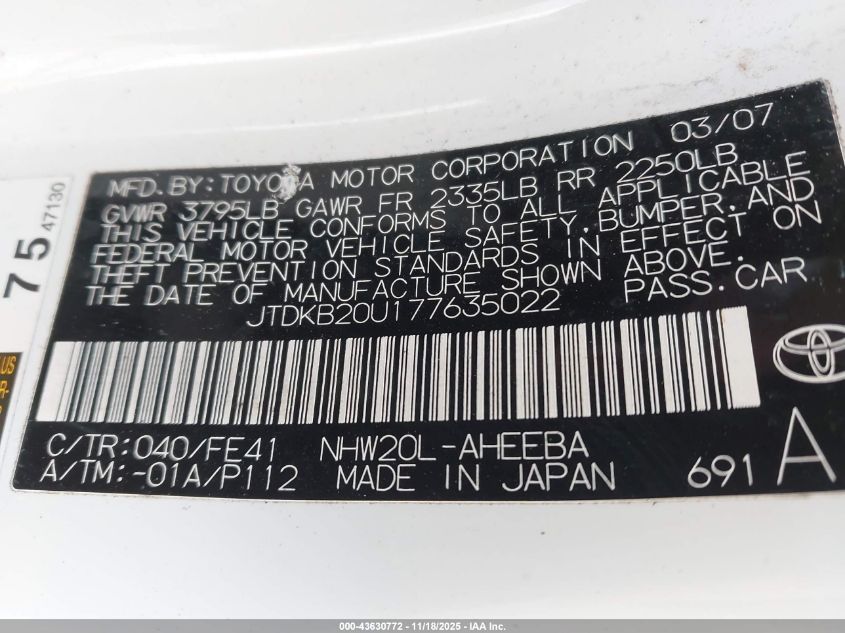 MFD. BY: TOYOTA MOTOR CORPORATION 03/07
GVWR 3795LB GAWR FR 2335LB RR 2250LB
THIS VEHICLE CONFORMS TO ALL APPLICABLE
FEDERAL MOTOR VEHICLE SAFETY, BUMPER, AND
THEFT PREVENTION STANDARDS IN EFFECT ON
THE DATE OF MANUFACTURE SHOWN ABOVE.
JTDKB20U177635022 PASS. CAR
C/TR: 040/FE41 NHW20L-AHEEBA
A/TM: -01A/P112 MADE IN JAPAN 691 A
75
47130
000-43630772 - 11/18/2025 - IAA Inc.